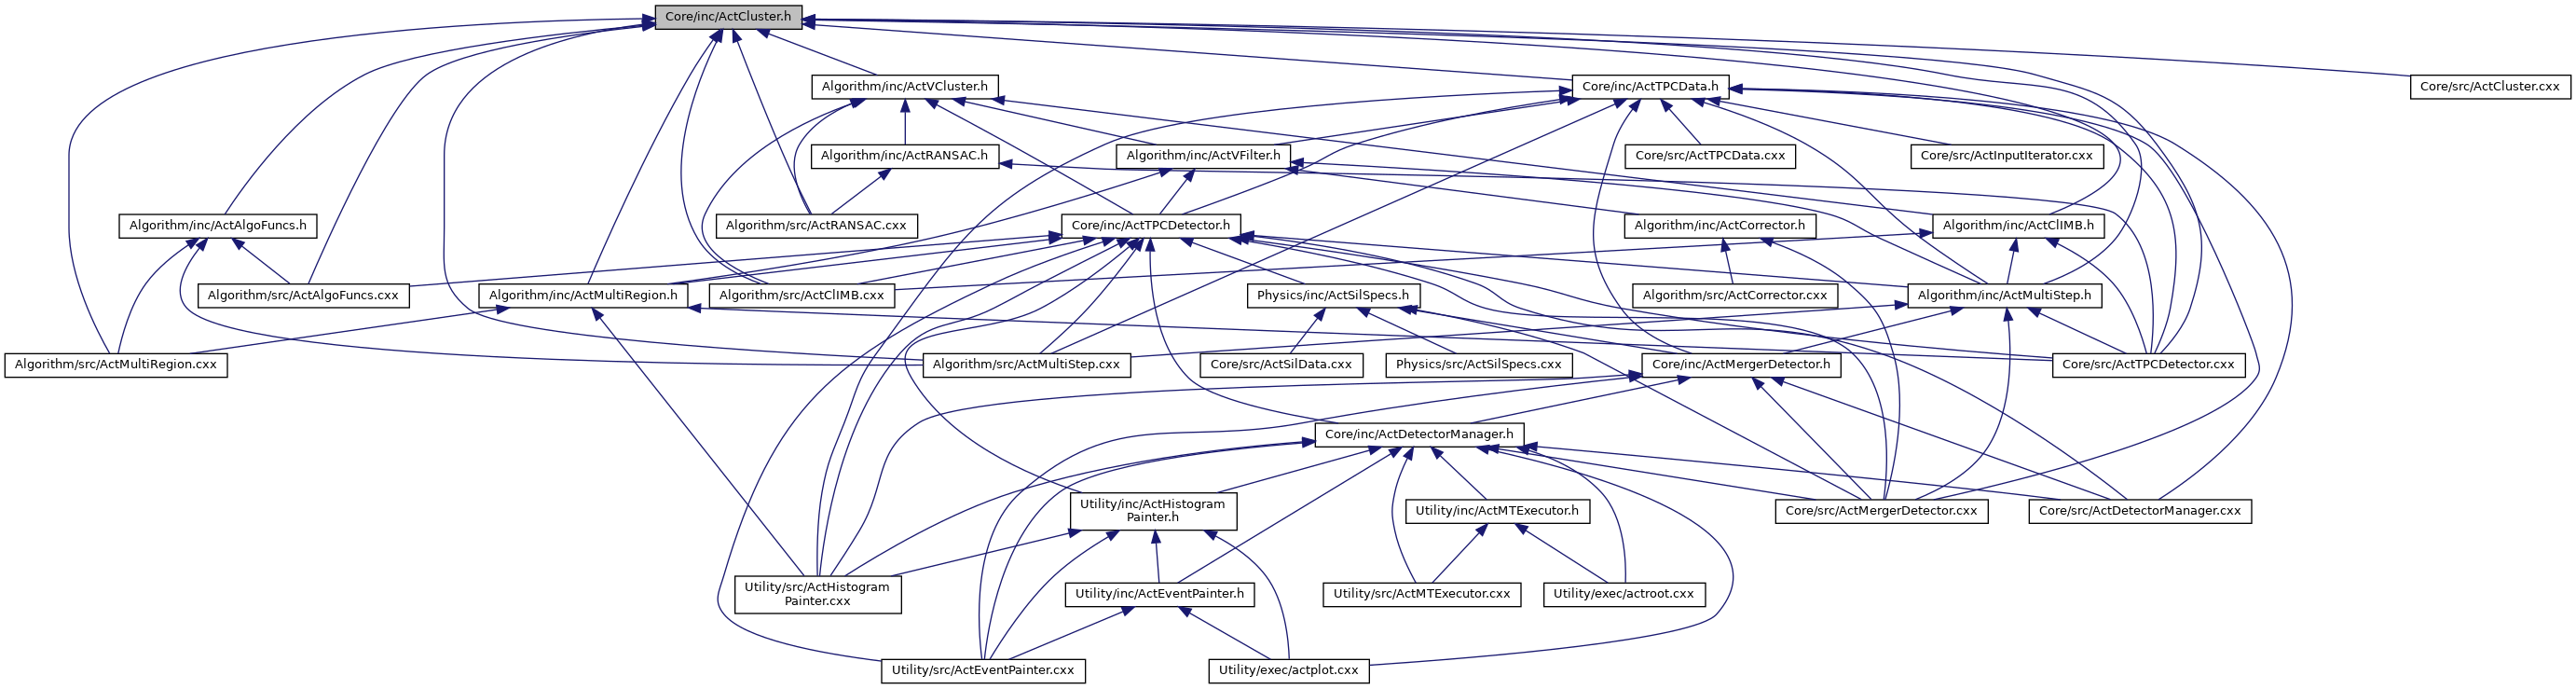 Core/inc/ActCluster.h
Algorithm/inc/ActVCluster.h
Core/inc/ActTPCData.h
Core/src/ActCluster.cxx
Algorithm/inc/ActRANSAC.h
Algorithm/inc/ActVFilter.h
Core/src/ActTPCData.cxx
Core/src/ActInputIterator.cxx
Algorithm/inc/ActAlgoFuncs.h
Algorithm/src/ActRANSAC.cxx
Core/inc/ActTPCDetector.h
Algorithm/inc/ActCorrector.h
Algorithm/inc/ActClIMB.h
Algorithm/src/ActAlgoFuncs.cxx
Algorithm/inc/ActMultiRegion.h
Algorithm/src/ActClIMB.cxx
Physics/inc/ActSilSpecs.h
Algorithm/src/ActCorrector.cxx
Algorithm/inc/ActMultiStep.h
Algorithm/src/ActMultiRegion.cxx
Algorithm/src/ActMultiStep.cxx
Core/src/ActSilData.cxx
Physics/src/ActSilSpecs.cxx
Core/inc/ActMergerDetector.h
Core/src/ActTPCDetector.cxx
Core/inc/ActDetectorManager.h
Utility/inc/ActHistogram
Painter.h
Utility/inc/ActMTExecutor.h
Core/src/ActMergerDetector.cxx
Core/src/ActDetectorManager.cxx
Utility/src/ActHistogram
Painter.cxx
Utility/inc/ActEventPainter.h
Utility/src/ActMTExecutor.cxx
Utility/exec/actroot.cxx
Utility/src/ActEventPainter.cxx
Utility/exec/actplot.cxx